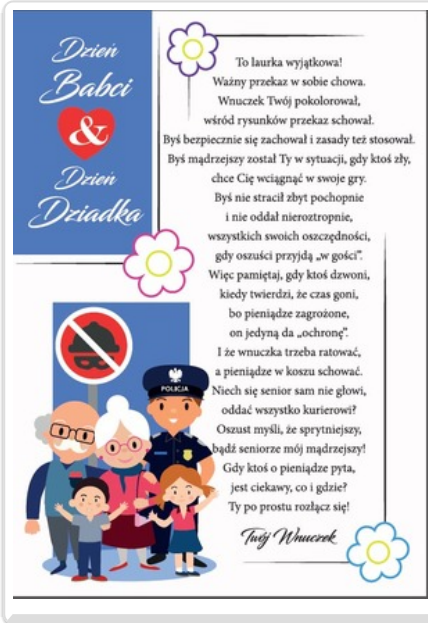 Dzień
Babci
&
Dzień
Dziadka
To laurka wyjątkowa!
Ważny przekaz w sobie chowa.
Wnuczek Twój pokolorował,
wśród rysunków przekaz schował.
Byś bezpiecznie się zachował i zasady też stosował.
Byś mądrzejszy został Ty w sytuacji, gdy ktoś zły,
chce Cię wciągnąć w swoje gry.
Byś nie stracił zbyt pochopnie
i nie oddał nieroztropnie,
wszystkich swoich oszczędności,
gdy oszuści przyjdą „w gości”.
Więc pamiętaj, gdy ktoś dzwoni,
kiedy twierdzi, że czas goni,
bo pieniądze zagrożone,
on jedyną da „ochronę”.
I że wnuczka trzeba ratować,
a pieniądze w koszu schować.
Niech się senior sam nie głowi,
oddać wszystko kurierowi?
Oszust myśli, że sprytniejszy,
bądź seniorze mój mądrzejszy!
Gdy ktoś o pieniądze pyta,
jest ciekawy, co i gdzie?
Ty po prostu rozłącz się!
Twój Wnuczek
POLICJA